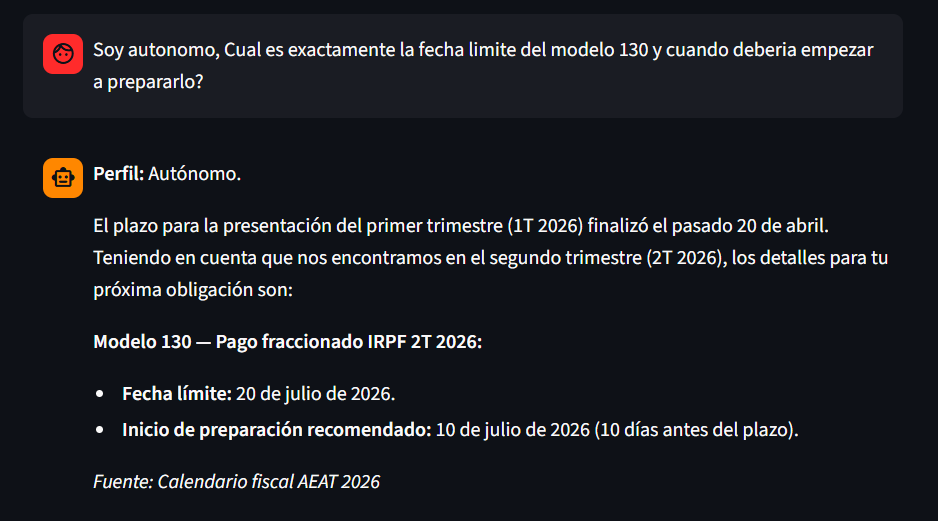 Soy autonomo, Cual es exactamente la fecha limite del modelo 130 y cuando deberia empezar
a prepararlo?
Perfil: Autónomo.
El plazo para la presentación del primer trimestre (1T 2026) finalizó el pasado 20 de abril.
Teniendo en cuenta que nos encontramos en el segundo trimestre (2T 2026), los detalles para tu
próxima obligación son:
Modelo 130 — Pago fraccionado IRPF 2T 2026:
• Fecha límite: 20 de julio de 2026.
• Inicio de preparación recomendado: 10 de julio de 2026 (10 días antes del plazo).
Fuente: Calendario fiscal AEAT 2026